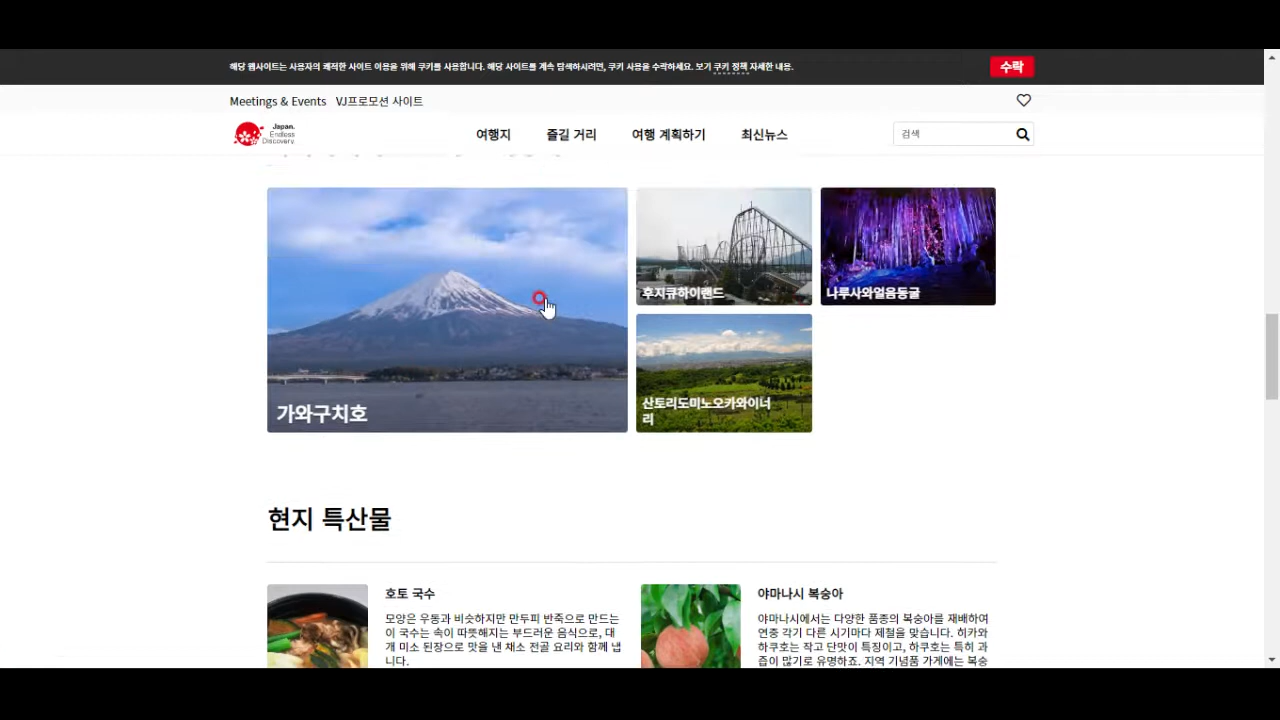 해당 웹사이트는 사용자의 쾌적한 사이트 이용을 위해 쿠키를 사용합니다. 해당 사이트를 계속 탐색하시려면, 쿠키 사용을 수락하세요. 보기 쿠키 정책 자세한 내용.
수락
Meetings & Events VJ프로모션 사이트
Japan.
Endless
Discovery.
여행지 즐길 거리 여행 계획하기 최신뉴스
검색
후지큐하이랜드
나루사와얼음동굴
가와구치호
산토리도미노오카와이너
리
현지 특산물
호토 국수
모양은 우동과 비슷하지만 만두피 반죽으로 만드는
이 국수는 속이 따뜻해지는 부드러운 음식으로, 대
개 미소 된장으로 맛을 낸 채소 전골 요리와 함께 냅
니다.
야마나시 복숭아
야마나시에서는 다양한 품종의 복숭아를 재배하여
연중 각기 다른 시기마다 제철을 맞습니다. 히카와
하쿠호는 작고 단맛이 특징이고, 하쿠호는 특히 과
즙이 많기로 유명하죠. 지역 기념품 가게에는 복숭